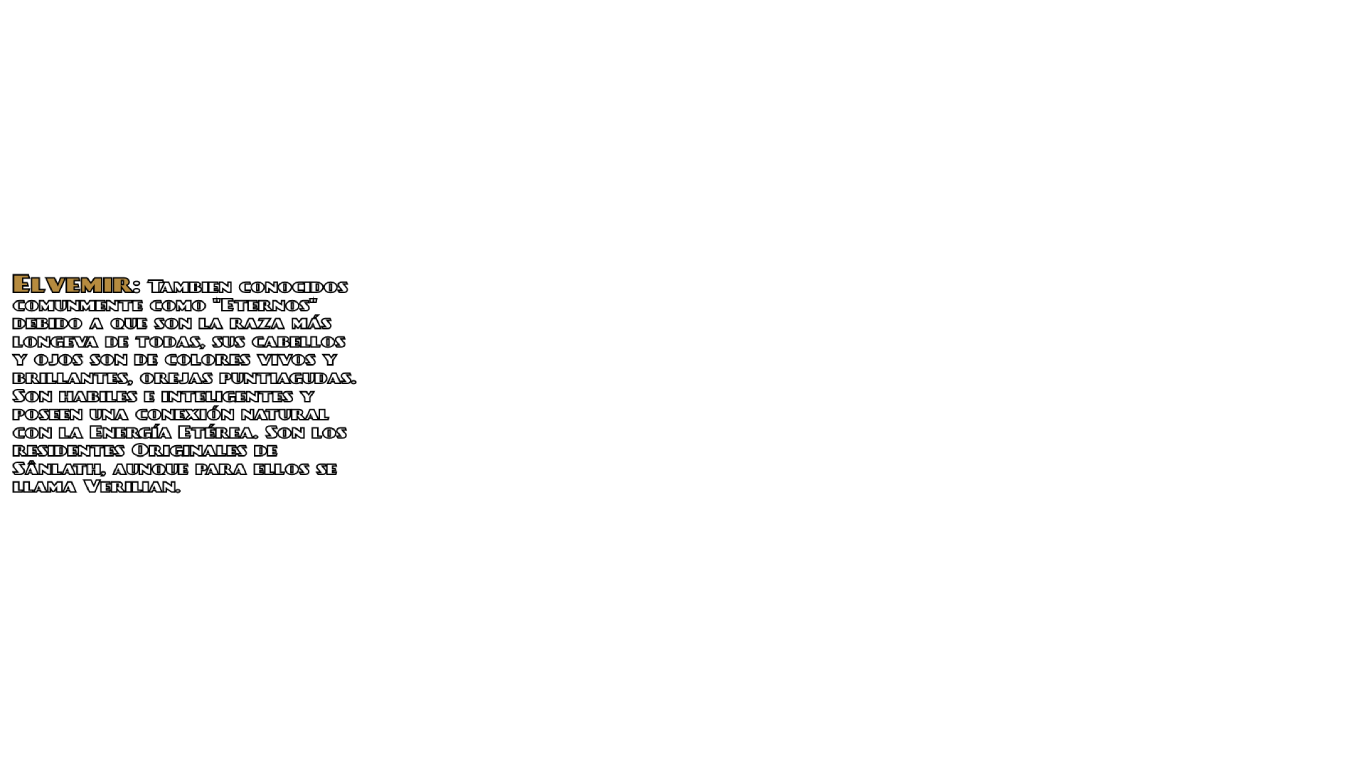 Elvemir: Tambien conocidos
comunmente como "Eternos"
debido a que son la raza más
longeva de todas, sus cabellos
y ojos son de colores vivos y
brillantes, orejas puntiagudas.
Son habiles e inteligentes y
poseen una conexión natural
con la Energía Etérea. Son los
residentes Originales de
Sânlath, aunque para ellos se
llama Verilian.